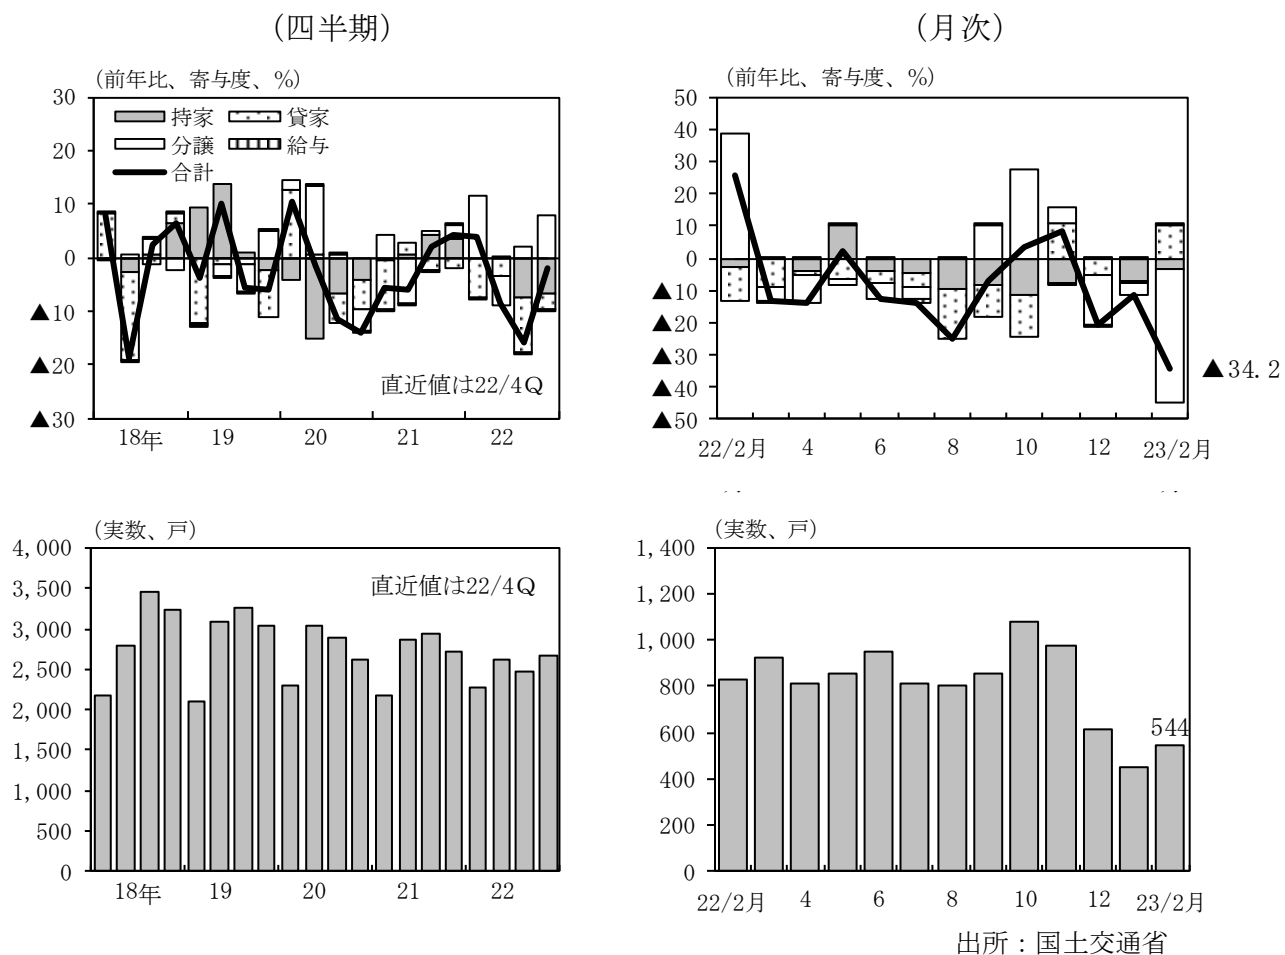 (四半期)
(月次)
(前年比、寄与度、%)
30
20
10
0
▲10
▲20
▲30
持家 貸家
分譲 給与
合計
直近値は22/4Q
18年 19 20 21 22
(前年比、寄与度、%)
50
40
30
20
10
0
▲10
▲20
▲30
▲40
▲50
▲34.2
22/2月 4 6 8 10 12 23/2月
(実数、戸)
4,000
3,500
3,000
2,500
2,000
1,500
1,000
500
0
直近値は22/4Q
18年 19 20 21 22
(実数、戸)
1,400
1,200
1,000
800
600
400
200
0
544
22/2月 4 6 8 10 12 23/2月
出所：国土交通省